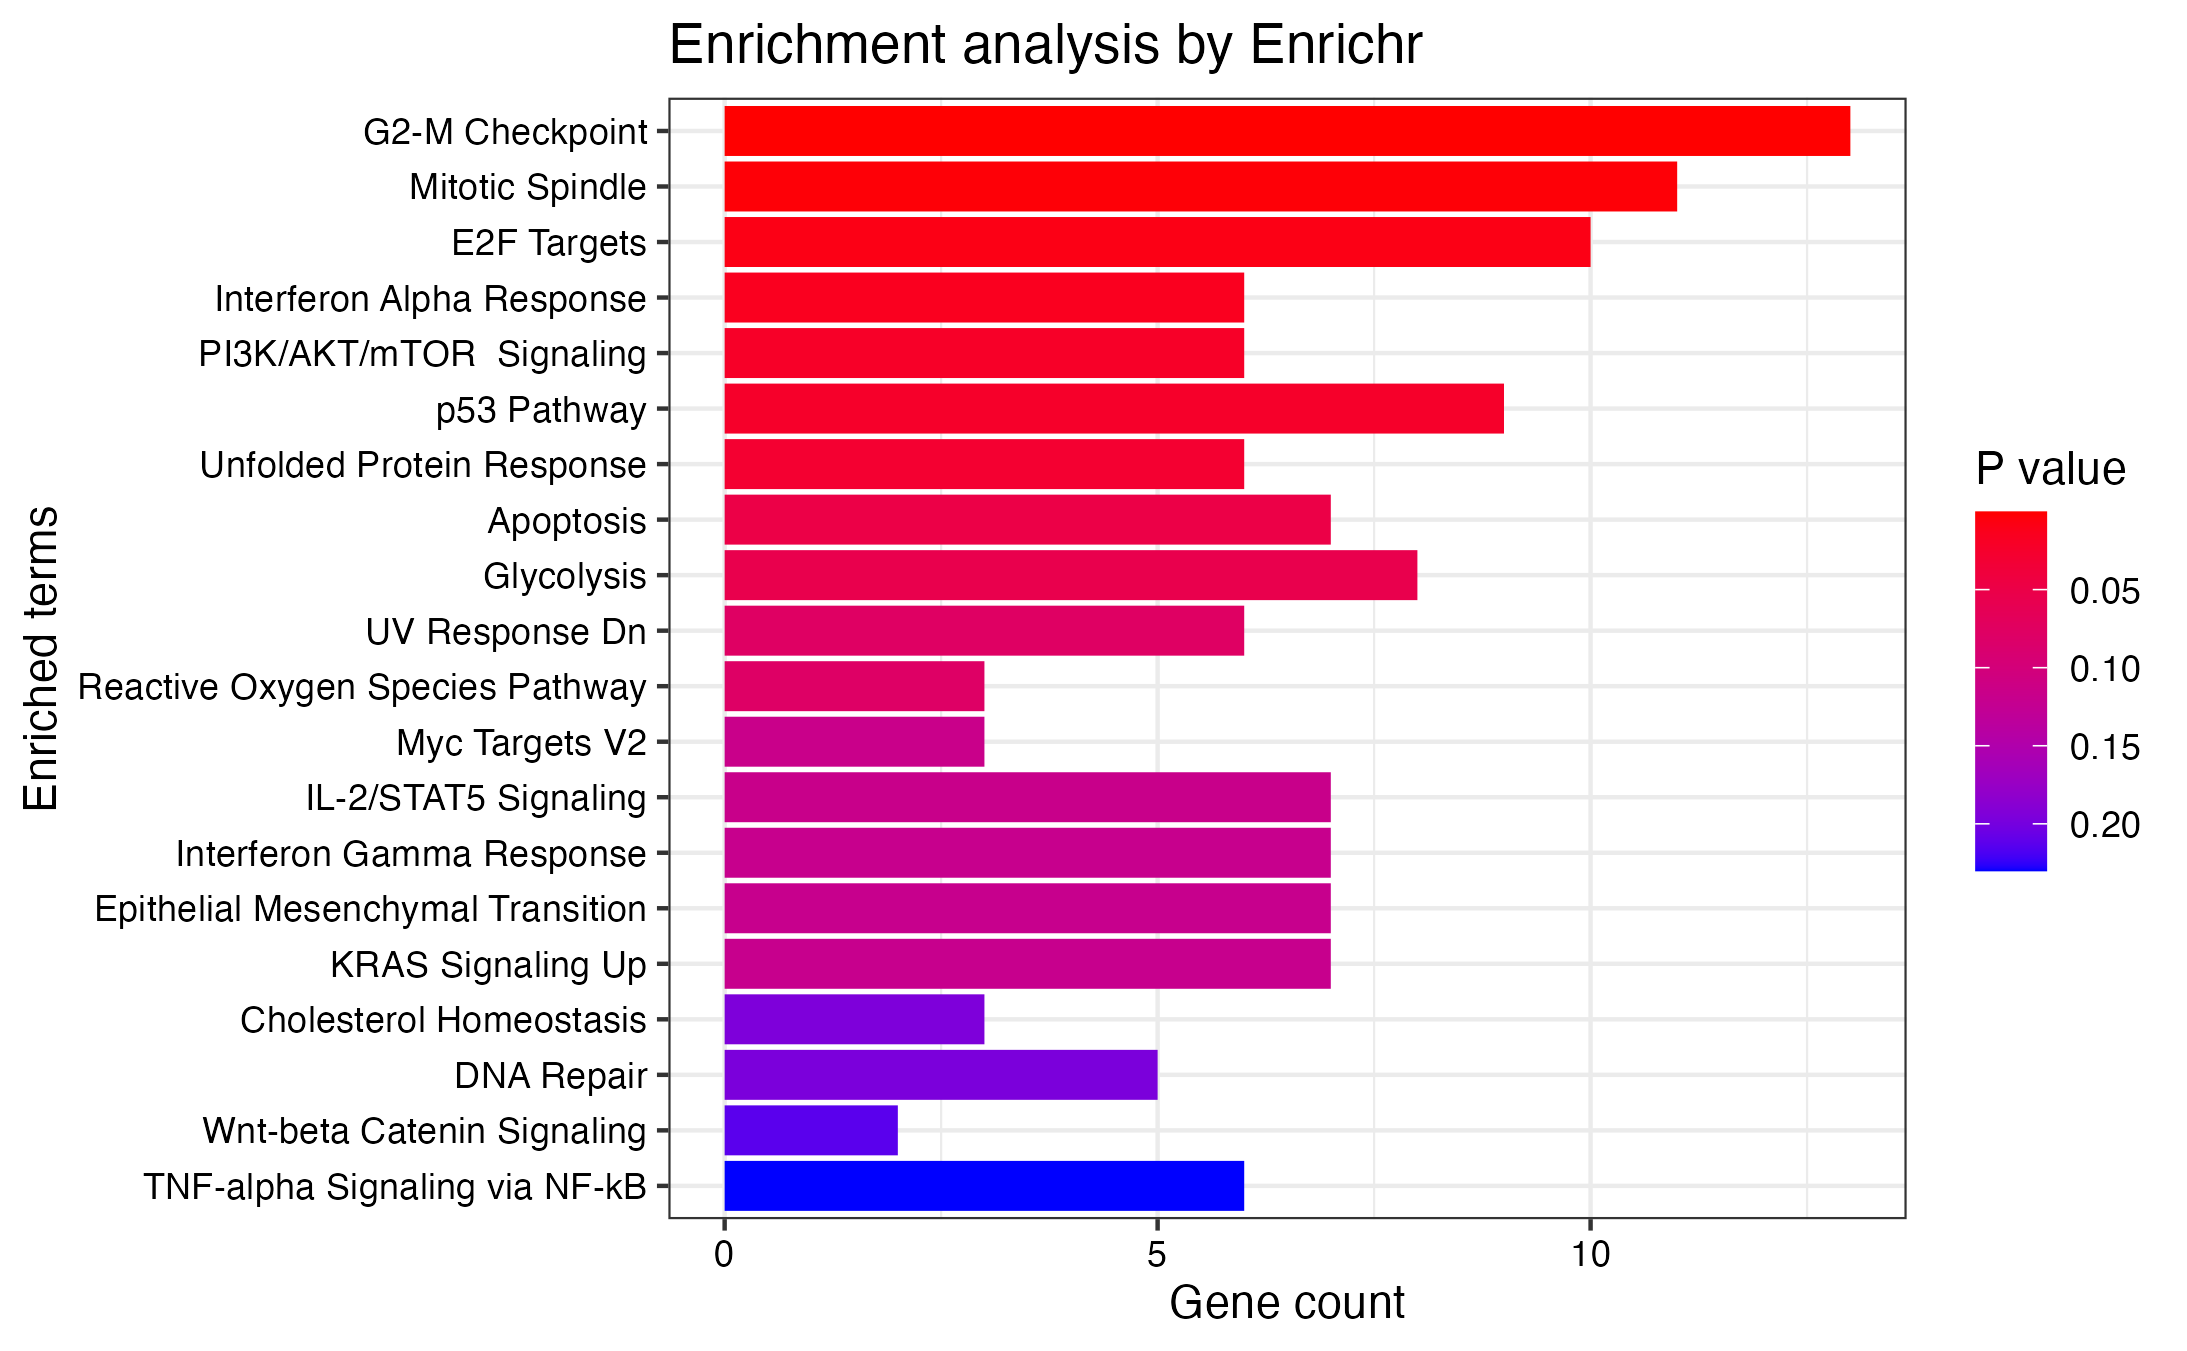 Enrichment analysis by Enrichr
Enriched terms
G2-M Checkpoint
Mitotic Spindle
E2F Targets
Interferon Alpha Response
PI3K/AKT/mTOR  Signaling
p53 Pathway
Unfolded Protein Response
Apoptosis
Glycolysis
UV Response Dn
Reactive Oxygen Species Pathway
Myc Targets V2
IL-2/STAT5 Signaling
Interferon Gamma Response
Epithelial Mesenchymal Transition
KRAS Signaling Up
Cholesterol Homeostasis
DNA Repair
Wnt-beta Catenin Signaling
TNF-alpha Signaling via NF-kB
0 5 10
Gene count
P value
0.05
0.10
0.15
0.20